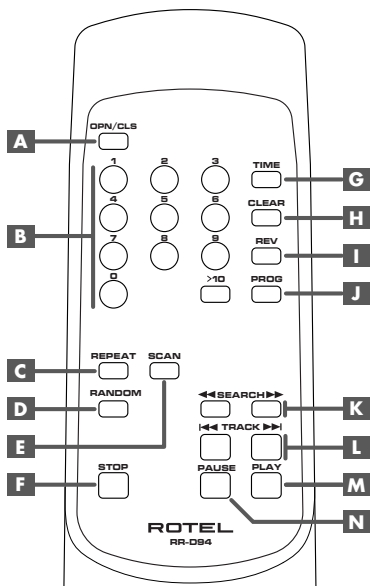 A OPN/CLS
1 2 3 TIME G
CLEAR H
B 4 5 6
REV I
7 8 9
0 >10 PROG J
C REPEAT SCAN
D RANDOM ◀◀SEARCH▶▶ K
E |◀◀ TRACK ▶▶| L
F STOP PAUSE PLAY M
N
ROTEL
RR-D94